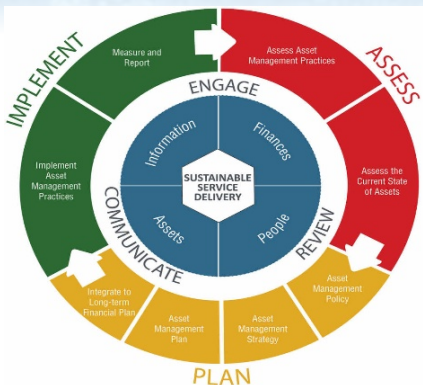 IMPLEMENT
ASSESS
PLAN
Measure and
Report
Assess Asset
Management Practices
Assess the
Current State
of Assets
Asset
Management
Policy
Asset
Management
Strategy
Asset
Management
Plan
Integrate to
Long-term
Financial Plan
Implement
Asset
Management
Practices
ENGAGE
REVIEW
COMMUNICATE
Information
Finances
People
Assets
SUSTAINABLE
SERVICE
DELIVERY